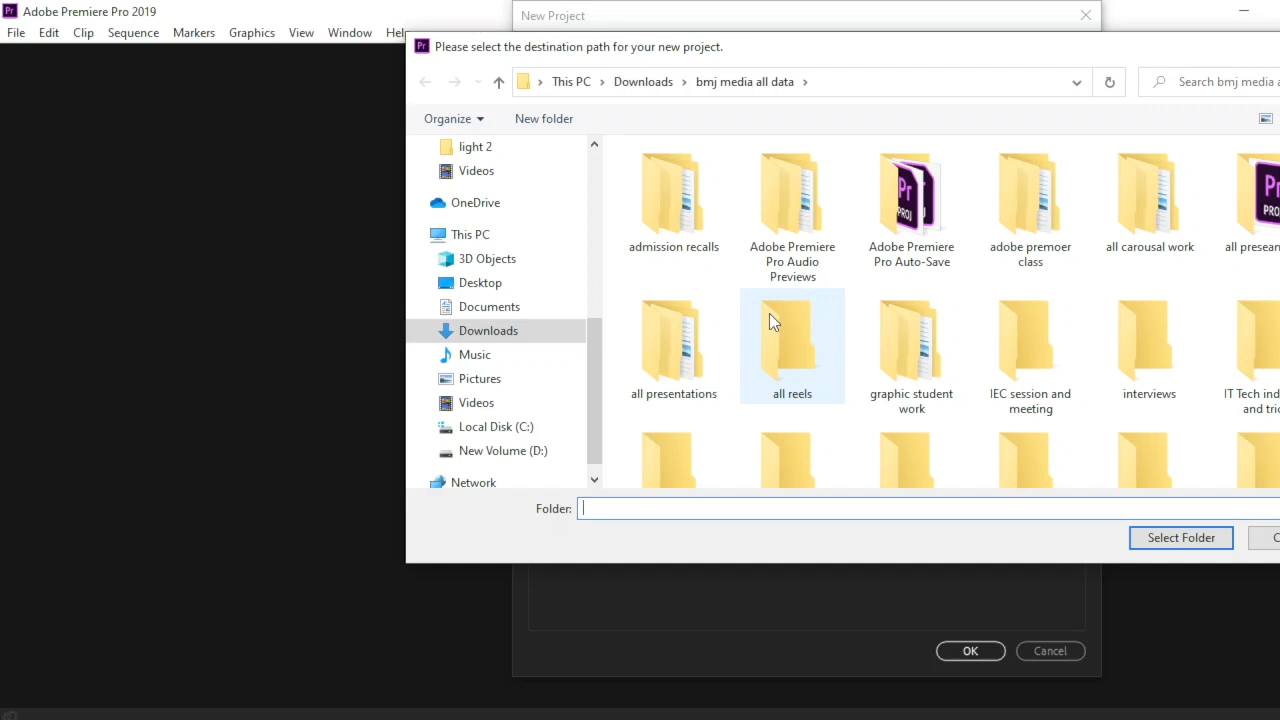 Adobe Premiere Pro 2019
New Project
File Edit Clip Sequence Markers Graphics View Window
Please select the destination path for your new project.
This PC Downloads bmj media all data
Search bmj media
Organize New folder
light 2
Videos
OneDrive
This PC
3D Objects
Desktop
Documents
Downloads
Music
Pictures
Videos
Local Disk (C:)
New Volume (D:)
Network
admission recalls
Adobe Premiere
Pro Audio
Previews
Adobe Premiere
Pro Auto-Save
adobe premoer
class
all carousal work
all presean
all presentations
all reels
graphic student
work
IEC session and
meeting
interviews
IT Tech ind
and tric
Folder:
Select Folder
OK Cancel